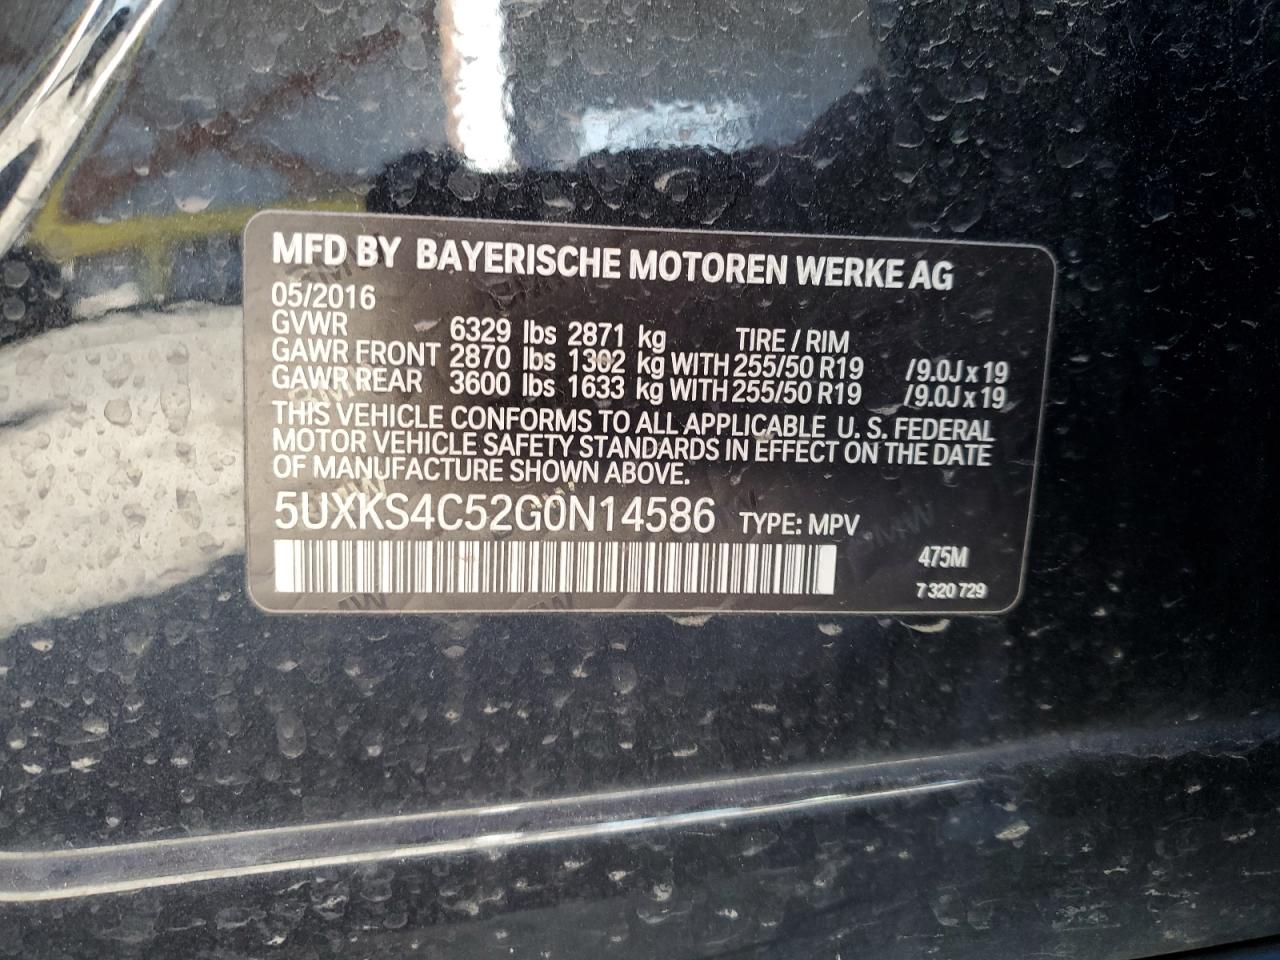 MFD BY BAYERISCHE MOTOREN WERKE AG
05/2016
GVWR 6329 lbs 2871 kg TIRE / RIM
GAWR FRONT 2870 lbs 1302 kg WITH 255/50 R19 / 9.0J x 19
GAWR REAR 3600 lbs 1633 kg WITH 255/50 R19 / 9.0J x 19
THIS VEHICLE CONFORMS TO ALL APPLICABLE U. S. FEDERAL
MOTOR VEHICLE SAFETY STANDARDS IN EFFECT ON THE DATE
OF MANUFACTURE SHOWN ABOVE.
5UXKS4C52G0N14586 TYPE: MPV
475M
7 320 729